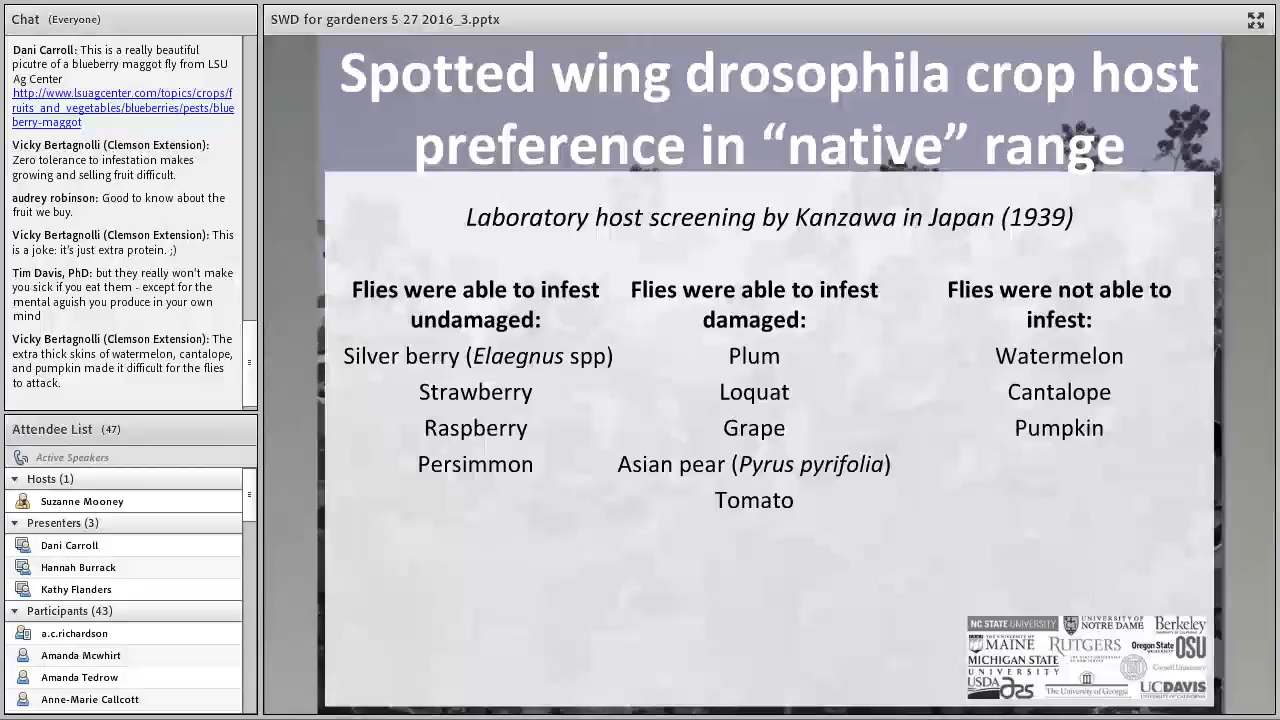 Chat (Everyone)
Dani Carroll: This is a really beautiful
picutre of a blueberry maggot fly from LSU
Ag Center
http://www.lsuagcenter.com/topics/crops/f
ruits_and_vegetables/blueberries/pests/blue
berry-maggot
Vicky Bertagnolli (Clemson Extension):
Zero tolerance to infestation makes
growing and selling fruit difficult.
audrey robinson: Good to know about the
fruit we buy.
Vicky Bertagnolli (Clemson Extension): This
is a joke: it's just extra protein. ;)
Tim Davis, PhD: but they really won't make
you sick if you eat them - except for the
mental aguish you produce in your own
mind
Vicky Bertagnolli (Clemson Extension): The
extra thick skins of watermelon, cantalope,
and pumpkin made it difficult for the flies
to attack.
Attendee List (47)
Active Speakers
Hosts (1)
Suzanne Mooney
Presenters (3)
Dani Carroll
Hannah Burrack
Kathy Flanders
Participants (43)
a.c.richardson
Amanda Mcwhirt
Amanda Tedrow
Anne-Marie Callcott
SWD for gardeners 5 27 2016_3.pptx
Spotted wing drosophila crop host
preference in “native” range
Laboratory host screening by Kanzawa in Japan (1939)
Flies were able to infest
undamaged:
Silver berry (Elaegnus spp)
Strawberry
Raspberry
Persimmon
Flies were able to infest
damaged:
Plum
Loquat
Grape
Asian pear (Pyrus pyrifolia)
Tomato
Flies were not able to
infest:
Watermelon
Cantalope
Pumpkin
NC STATE UNIVERSITY
UNIVERSITY OF
NOTRE DAME
Berkeley
MAINE
RUTGERS
Oregon State
UNIVERSITY
OSU
MICHIGAN STATE
UNIVERSITY
Cornell University
USDA
ars
The University of Georgia
UCDAVIS